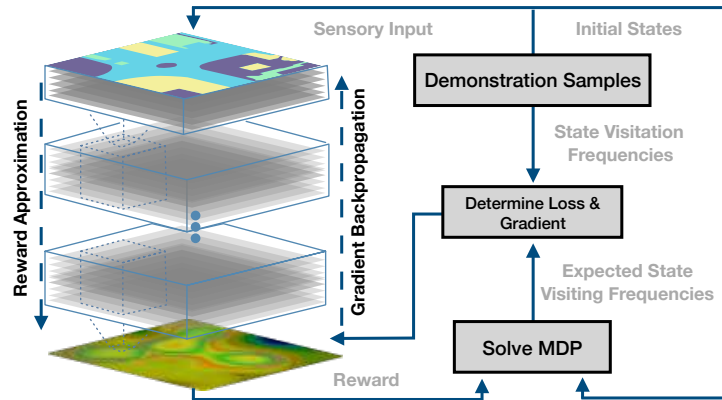 Sensory Input
Initial States
Demonstration Samples
Reward Approximation
Gradient Backpropagation
State Visitation
Frequencies
Determine Loss &
Gradient
Expected State
Visiting Frequencies
Solve MDP
Reward